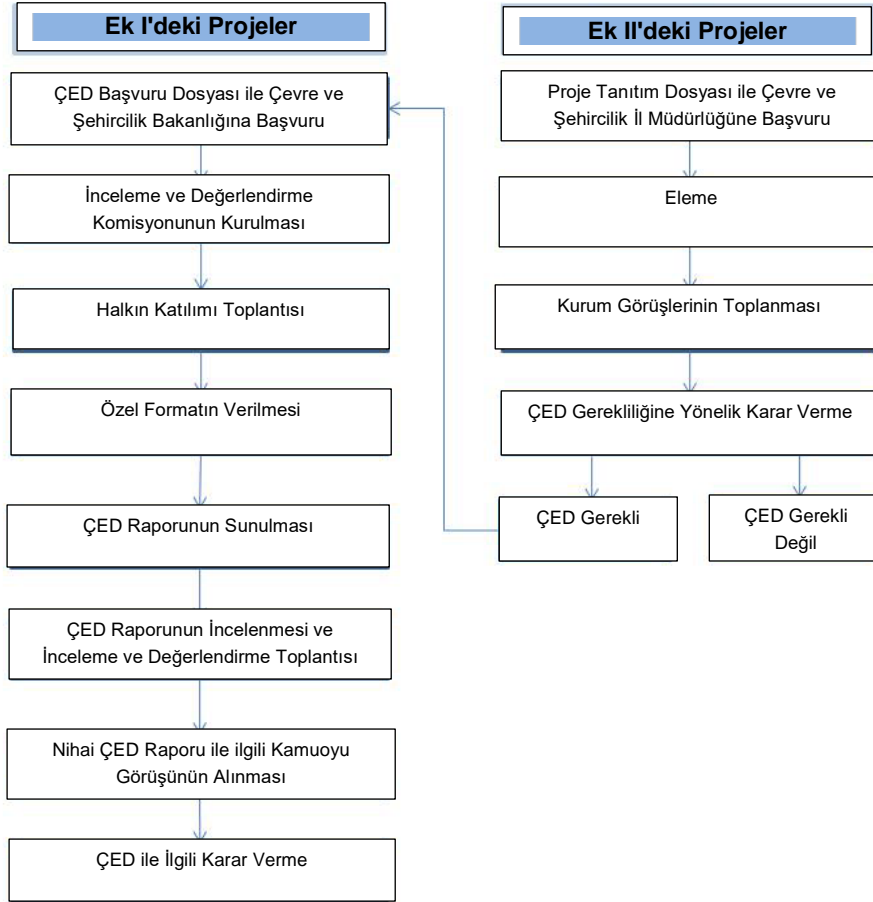 Ek I'deki Projeler
ÇED Başvuru Dosyası ile Çevre ve
Şehircilik Bakanlığına Başvuru
İnceleme ve Değerlendirme
Komisyonunun Kurulması
Halkın Katılımı Toplantısı
Özel Formatın Verilmesi
ÇED Raporunun Sunulması
ÇED Raporunun İncelenmesi ve
İnceleme ve Değerlendirme Toplantısı
Nihai ÇED Raporu ile ilgili Kamuoyu
Görüşünün Alınması
ÇED ile İlgili Karar Verme
Ek II'deki Projeler
Proje Tanıtım Dosyası ile Çevre ve
Şehircilik İl Müdürlüğüne Başvuru
Eleme
Kurum Görüşlerinin Toplanması
ÇED Gerekliliğine Yönelik Karar Verme
ÇED Gerekli
ÇED Gerekli
Değil